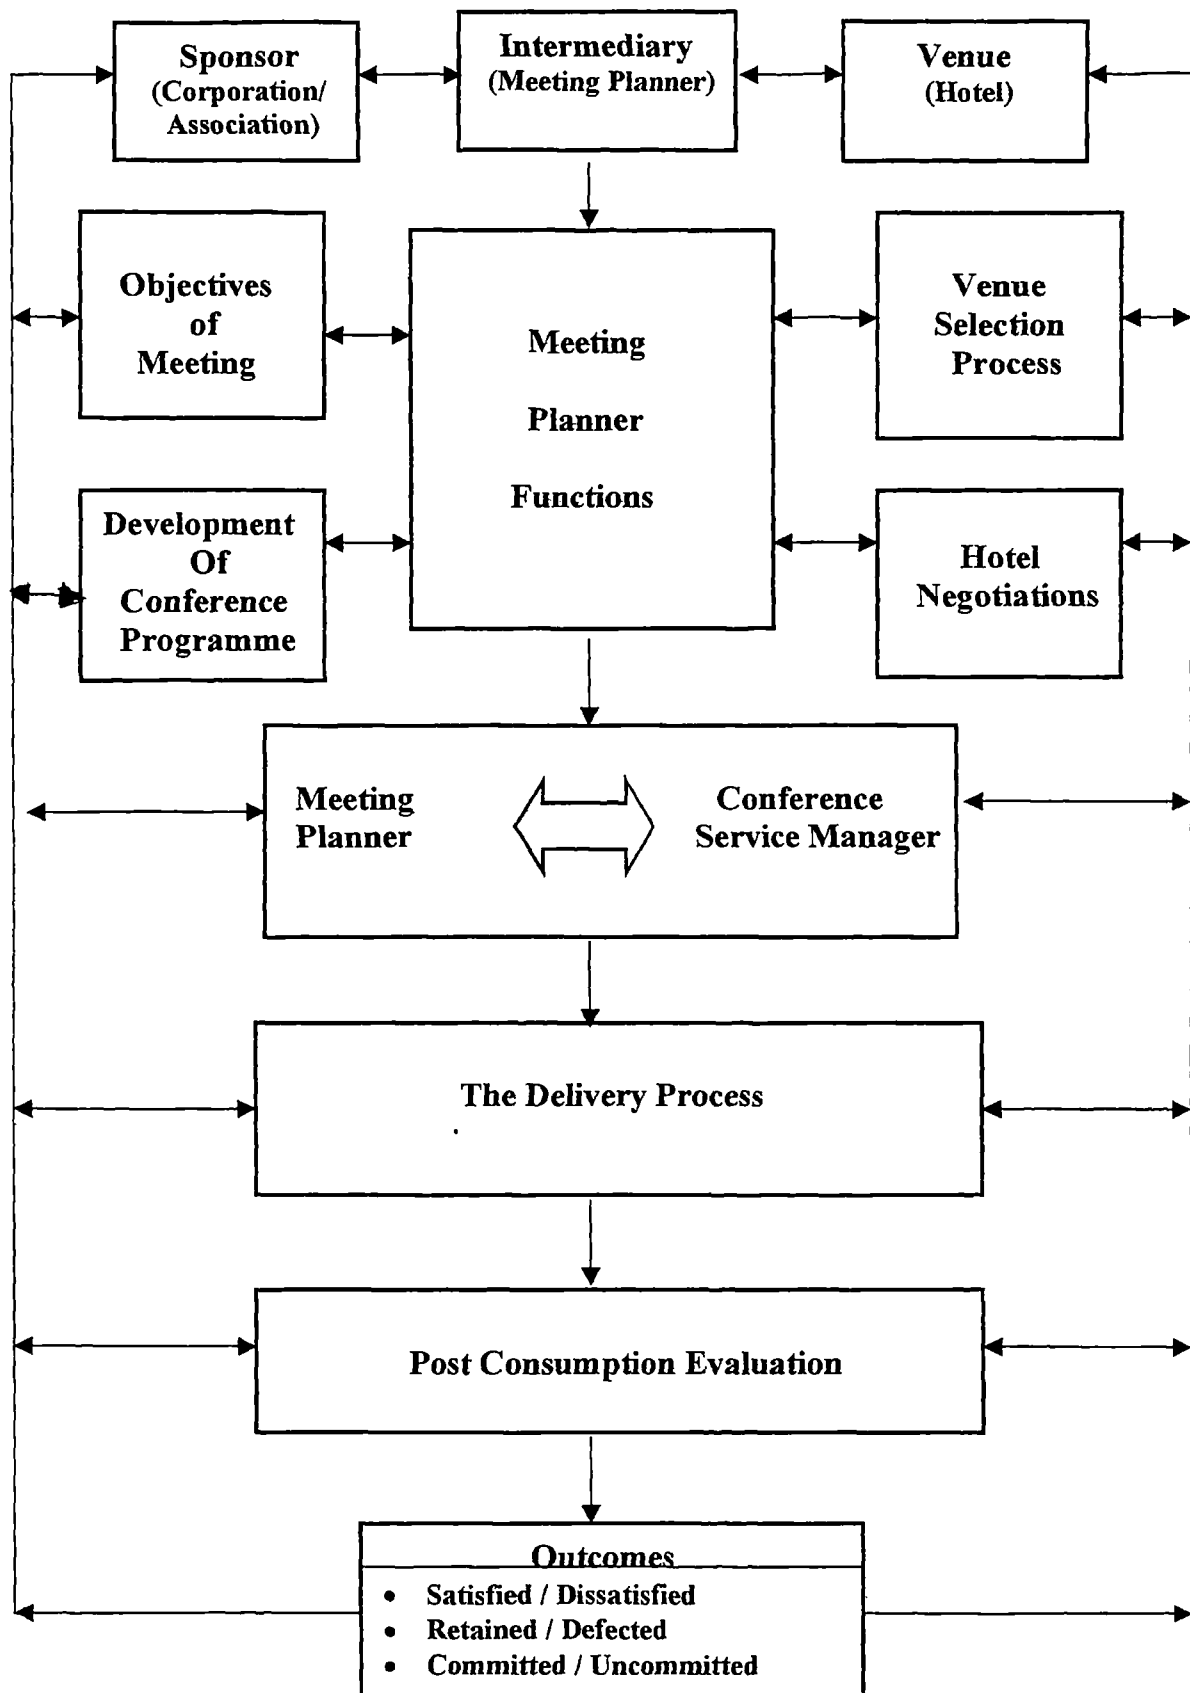 Sponsor
(Corporation/
Association)
Intermediary
(Meeting Planner)
Venue
(Hotel)
Objectives
of
Meeting
Meeting
Planner
Functions
Venue
Selection
Process
Development
Of
Conference
Programme
Hotel
Negotiations
Meeting
Planner
Conference
Service Manager
The Delivery Process
Post Consumption Evaluation
Outcomes
• Satisfied / Dissatisfied
• Retained / Defected
• Committed / Uncommitted